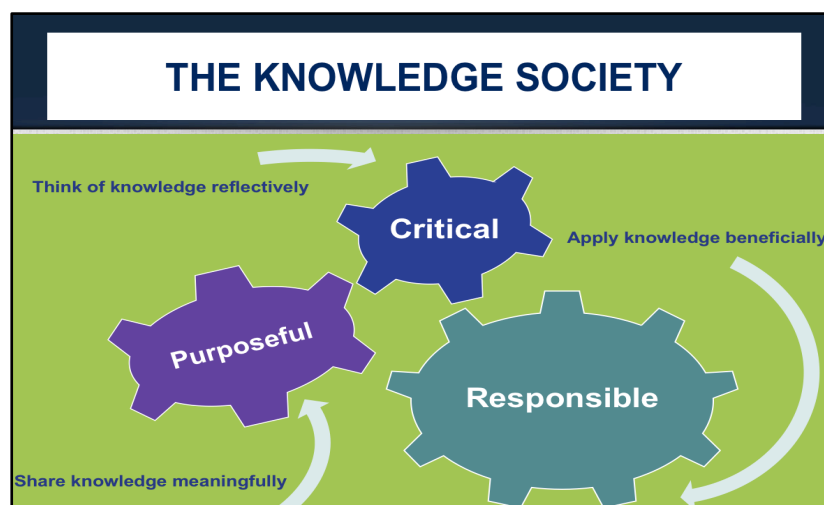 THE KNOWLEDGE SOCIETY
Think of knowledge reflectively
Critical
Apply knowledge beneficially
Purposeful
Responsible
Share knowledge meaningfully